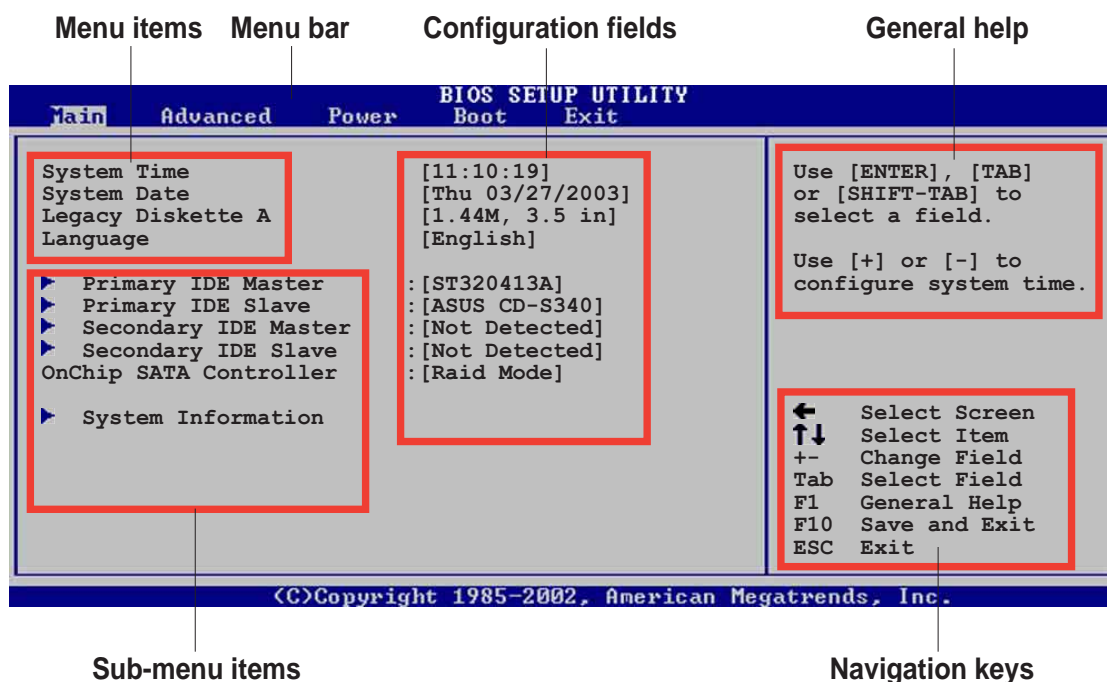 Menu items Menu bar Configuration fields General help
BIOS SETUP UTILITY
Main Advanced Power Boot Exit
System Time [11:10:19]
System Date [Thu 03/27/2003]
Legacy Diskette A [1.44M, 3.5 in]
Language [English]
Primary IDE Master :[ST320413A]
Primary IDE Slave :[ASUS CD-S340]
Secondary IDE Master :[Not Detected]
Secondary IDE Slave :[Not Detected]
OnChip SATA Controller :[Raid Mode]
System Information
Use [ENTER], [TAB]
or [SHIFT-TAB] to
select a field.
Use [+] or [-] to
configure system time.
← Select Screen
↑↓ Select Item
+- Change Field
Tab Select Field
F1 General Help
F10 Save and Exit
ESC Exit
(C)Copyright 1985-2002, American Megatrends, Inc.
Sub-menu items Navigation keys